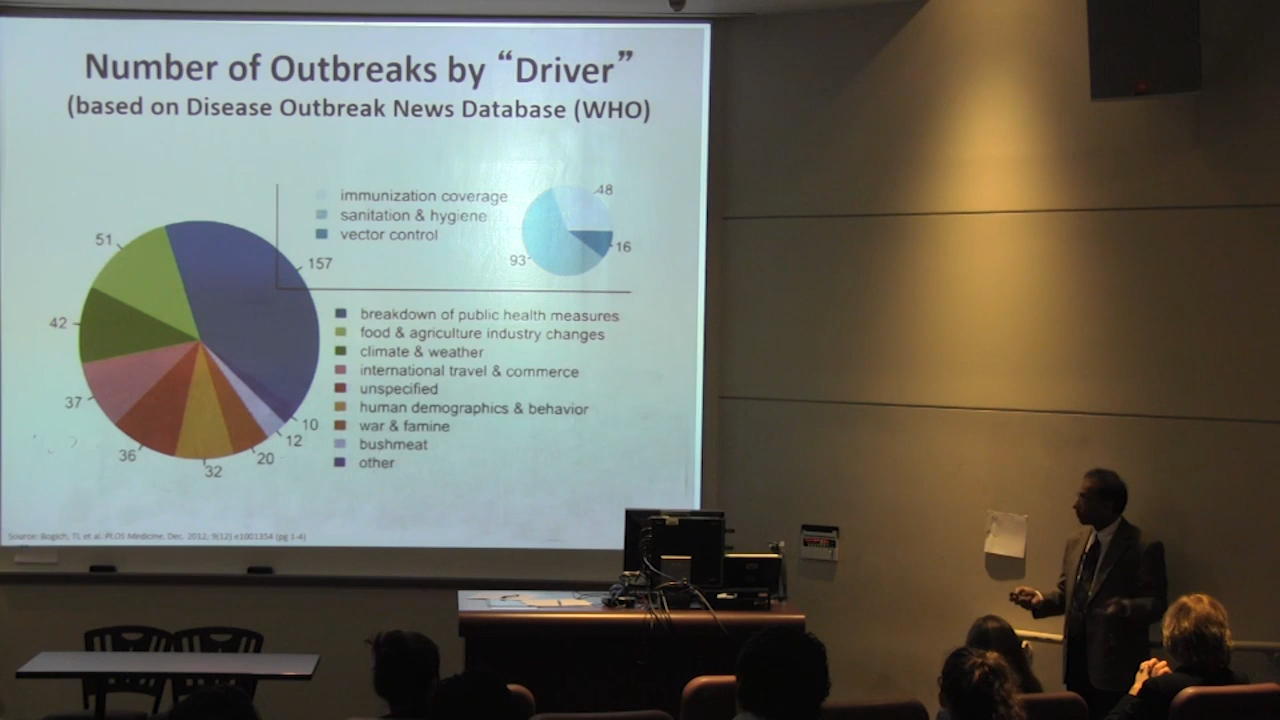 Number of Outbreaks by “Driver”
(based on Disease Outbreak News Database (WHO)
immunization coverage
sanitation & hygiene
vector control
48
16
93
51
157
42
37
36
32
20
12
10
breakdown of public health measures
food & agriculture industry changes
climate & weather
international travel & commerce
unspecified
human demographics & behavior
war & famine
bushmeat
other
Source: Bogich, TL et al. PLOS Medicine, Dec. 2012, 9(12) e1001354 (pg 1-4)